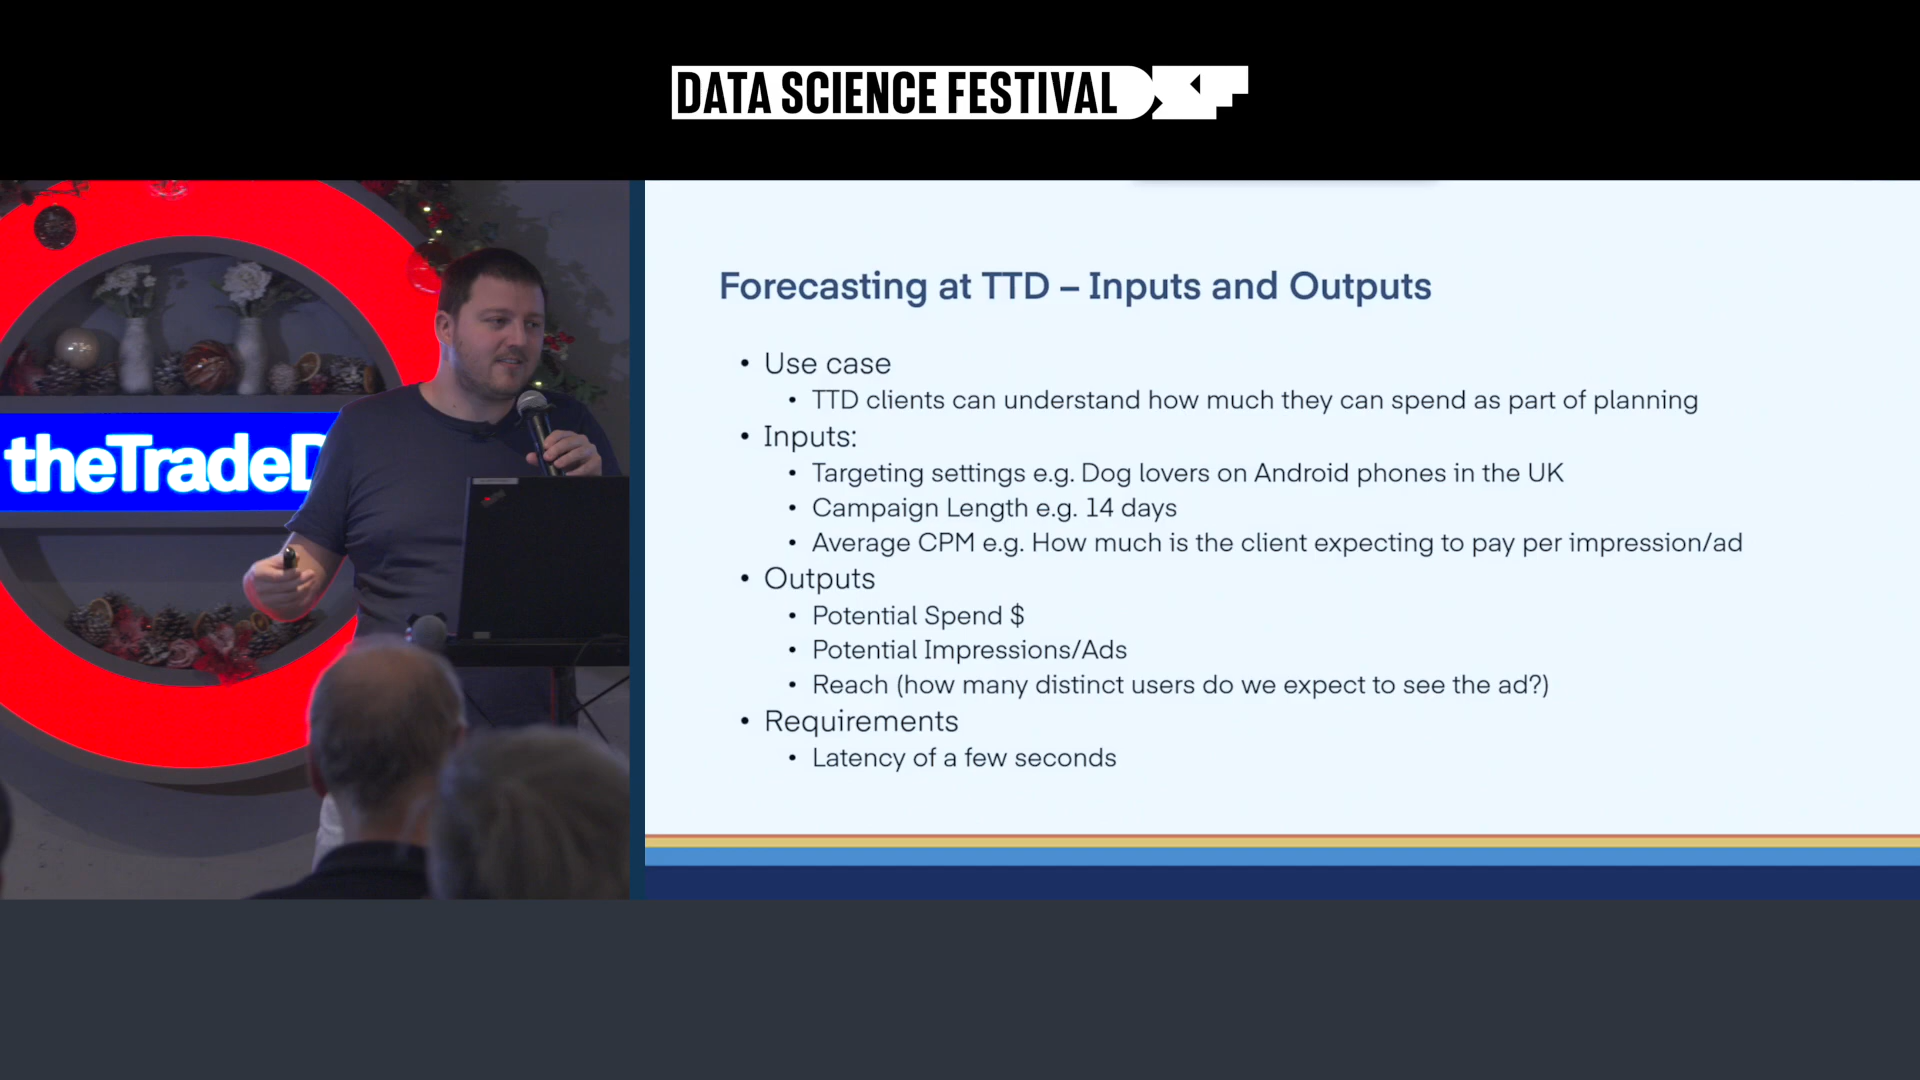 DATA SCIENCE FESTIVAL
theTradeD
Forecasting at TTD – Inputs and Outputs
• Use case
• TTD clients can understand how much they can spend as part of planning
• Inputs:
• Targeting settings e.g. Dog lovers on Android phones in the UK
• Campaign Length e.g. 14 days
• Average CPM e.g. How much is the client expecting to pay per impression/ad
• Outputs
• Potential Spend $
• Potential Impressions/Ads
• Reach (how many distinct users do we expect to see the ad?)
• Requirements
• Latency of a few seconds